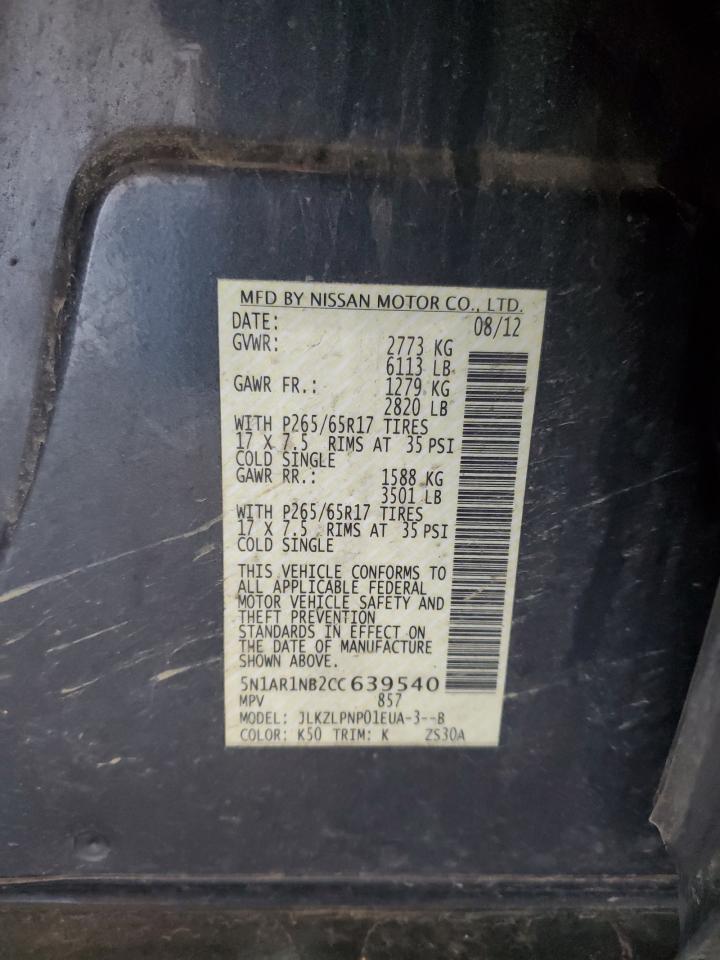 MFD BY NISSAN MOTOR CO., LTD.
DATE: 08/12
GVWR: 2773 KG
6113 LB
GAWR FR.: 1279 KG
2820 LB
WITH P265/65R17 TIRES
17 X 7.5 RIMS AT 35 PSI
COLD SINGLE
GAWR RR.: 1588 KG
3501 LB
WITH P265/65R17 TIRES
17 X 7.5 RIMS AT 35 PSI
COLD SINGLE
THIS VEHICLE CONFORMS TO
ALL APPLICABLE FEDERAL
MOTOR VEHICLE SAFETY AND
THEFT PREVENTION
STANDARDS IN EFFECT ON
THE DATE OF MANUFACTURE
SHOWN ABOVE.
5N1AR1NB2CC 639540
MPV 857
MODEL: JLKZLPNP01EUA-3--B
COLOR: K50 TRIM: K ZS30A